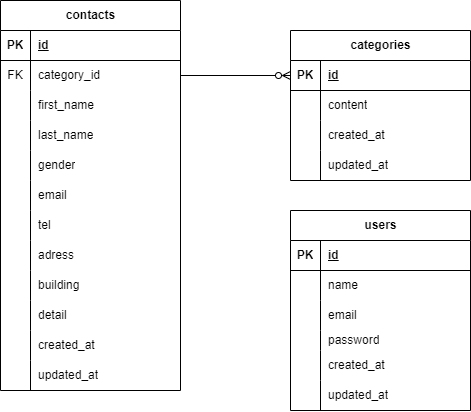 contacts
PK id
FK category_id
first_name
last_name
gender
email
tel
adress
building
detail
created_at
updated_at
categories
PK id
content
created_at
updated_at
users
PK id
name
email
password
created_at
updated_at